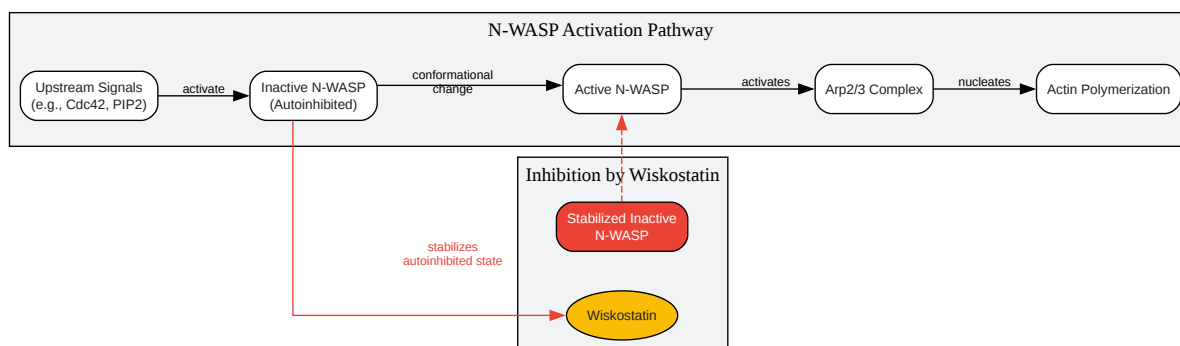 N-WASP Activation Pathway
Upstream Signals
(e.g., Cdc42, PIP2)
activate
Inactive N-WASP
(Autoinhibited)
conformational
change
Active N-WASP
activates
Arp2/3 Complex
nucleates
Actin Polymerization
Inhibition by Wiskostatin
Stabilized Inactive
N-WASP
stabilizes
autoinhibited state
Wiskostatin